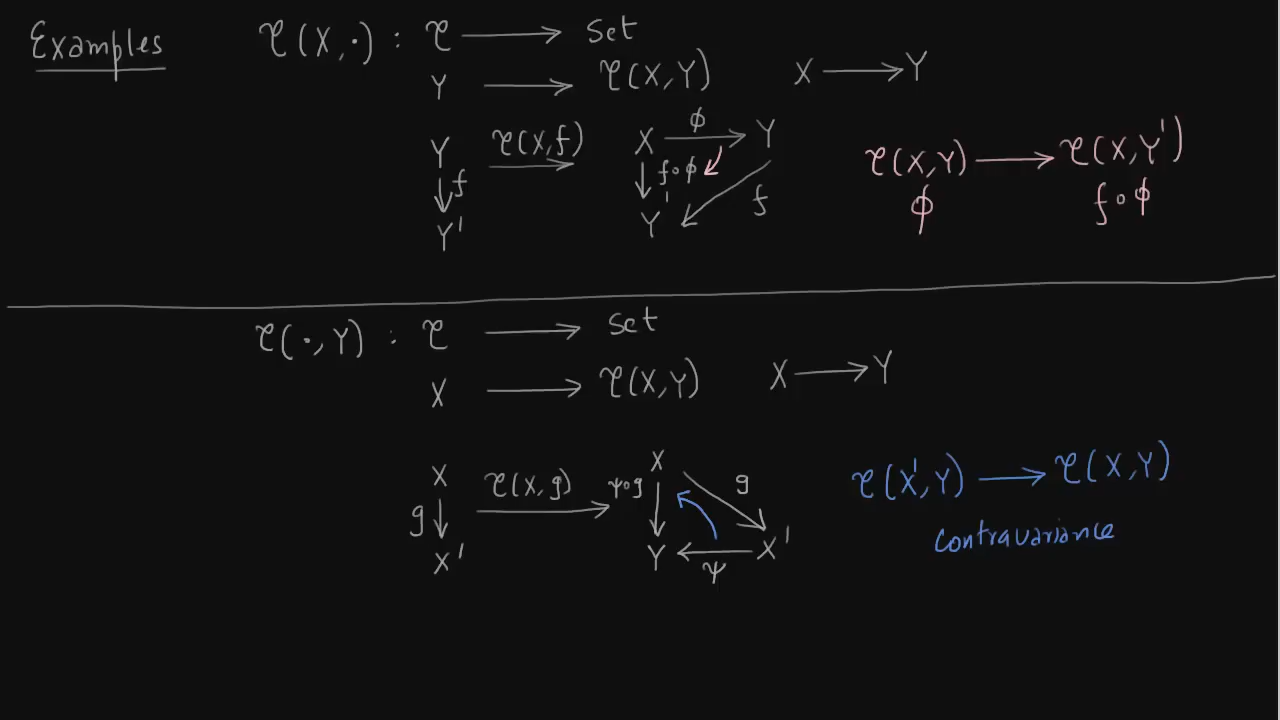 Examples 𝒞(X,·) : 𝒞 ⟶ Set
Y ⟶ 𝒞(X,Y) X ⟶ Y
Y 𝒞(X,f) ⟶ X ϕ ⟶ Y
↓ f ↓ f∘ϕ f
Y' Y'
𝒞(X,Y) ⟶ 𝒞(X,Y')
ϕ f∘ϕ
𝒞(·,Y) : 𝒞 ⟶ Set
X ⟶ 𝒞(X,Y) X ⟶ Y
X 𝒞(X,g) ⟶ X g
g ↓ ψ∘g ↓
X' Y ⟵ X'
ψ
𝒞(X',Y) ⟶ 𝒞(X,Y)
Contravariance